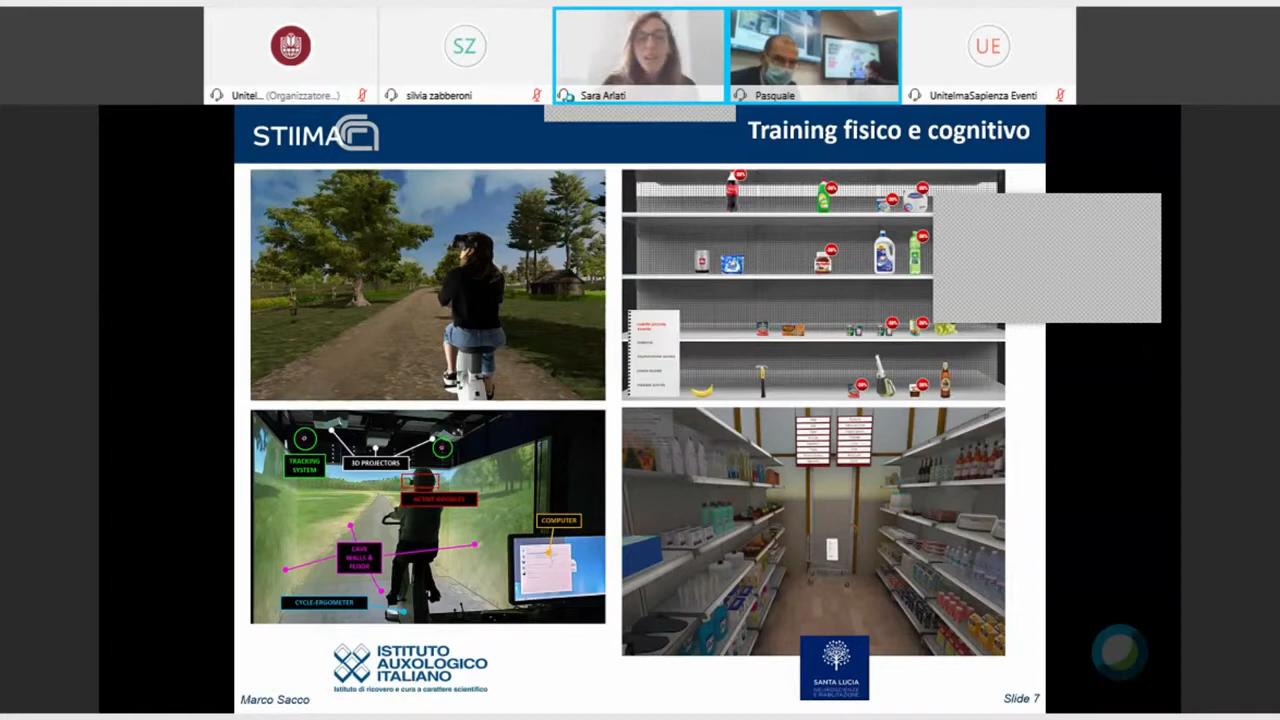 Unitel... (Organizzatore...)
SZ
silvia zabberoni
Sara Arlati
Pasquale
UE
UnitelmaSapienza Eventi
STIIMA
Training fisico e cognitivo
TRACKING
SYSTEM
3D PROJECTORS
ACTIVE GOGGLES
COMPUTER
CAVE
WALLS &
FLOOR
CYCLE-ERGOMETER
ISTITUTO
AUXOLOGICO
ITALIANO
Istituto di ricovero e cura a carattere scientifico
SANTA LUCIA
NEUROSCIENZE
E RIABILITAZIONE
Marco Sacco
Slide 7